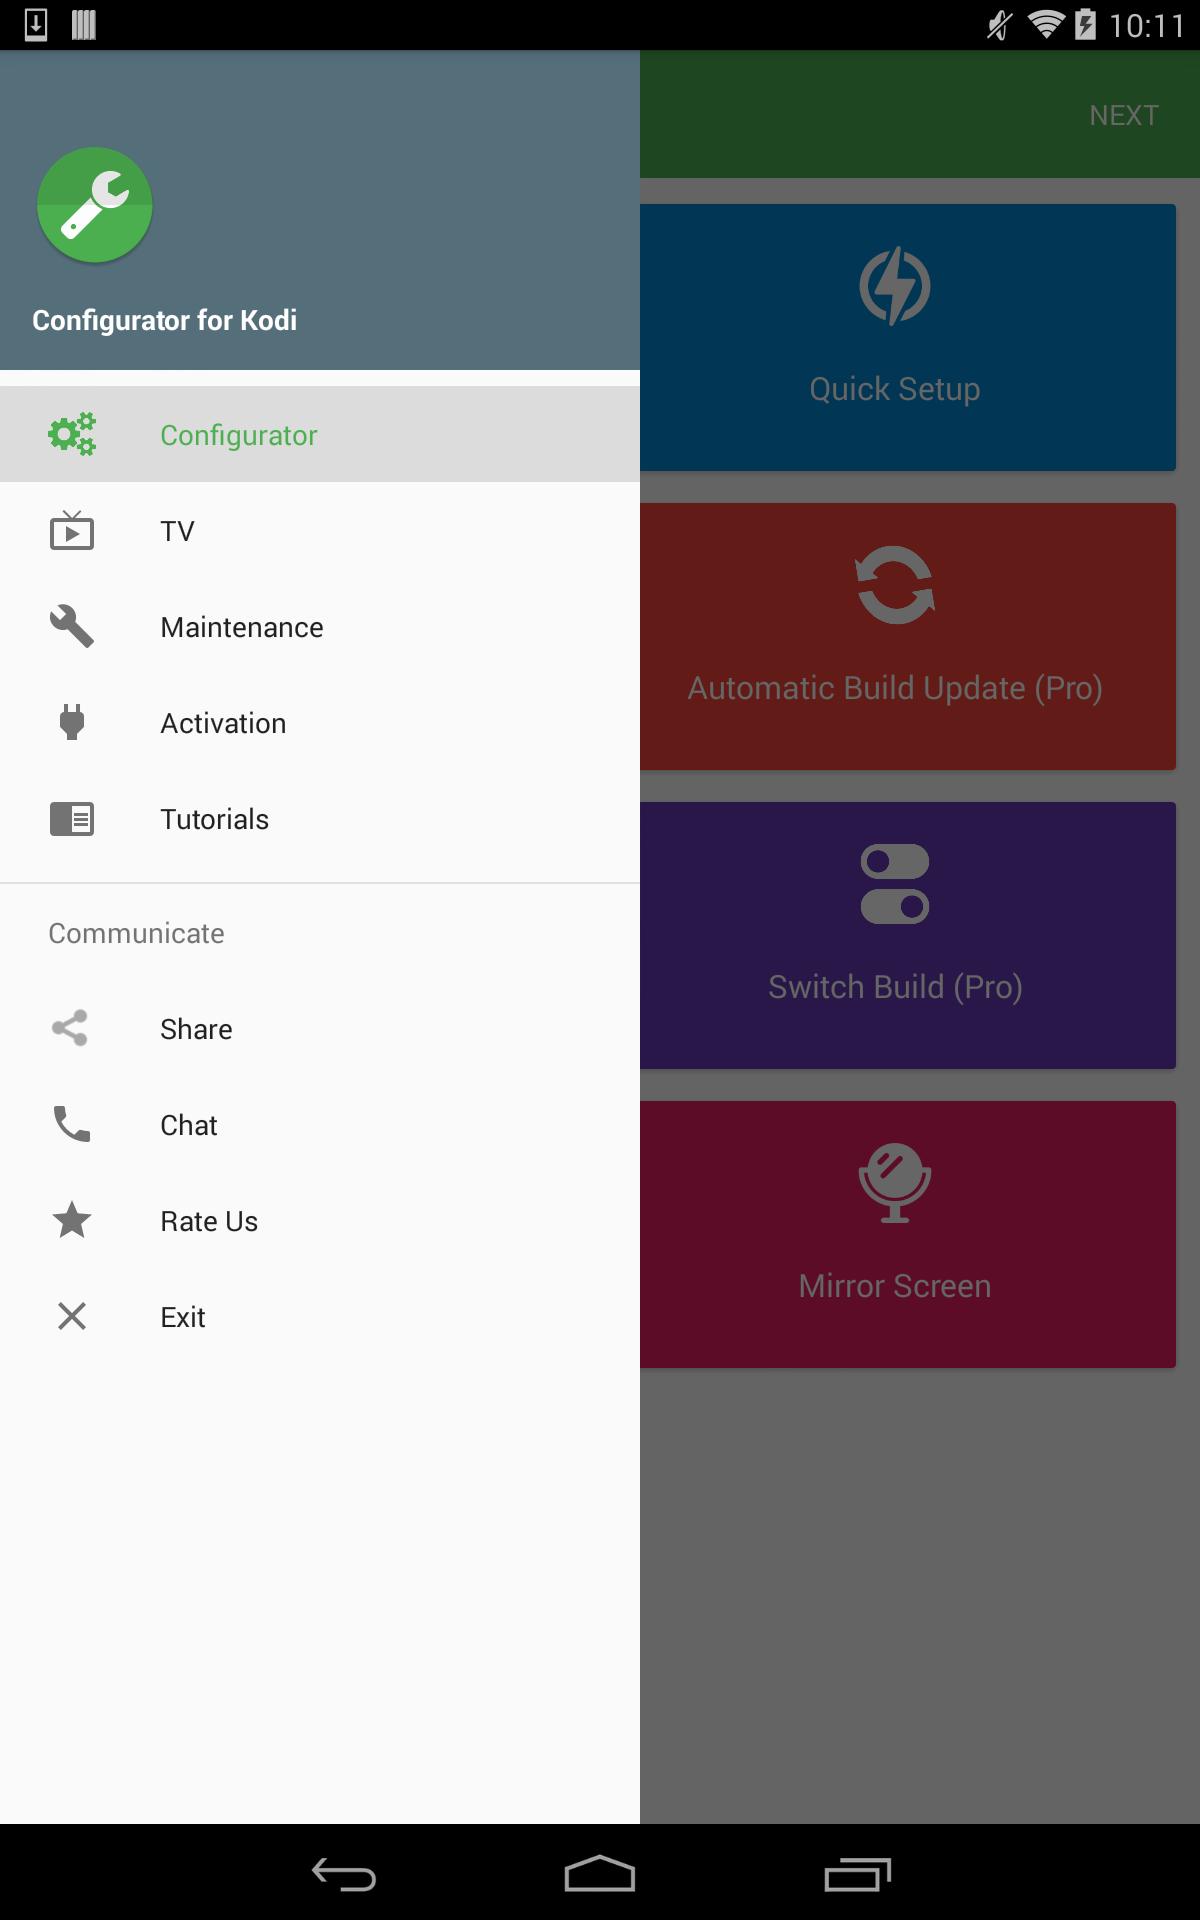 10:11
NEXT
Configurator for Kodi
Configurator
TV
Maintenance
Activation
Tutorials
Communicate
Share
Chat
Rate Us
Exit
Quick Setup
Automatic Build Update (Pro)
Switch Build (Pro)
Mirror Screen